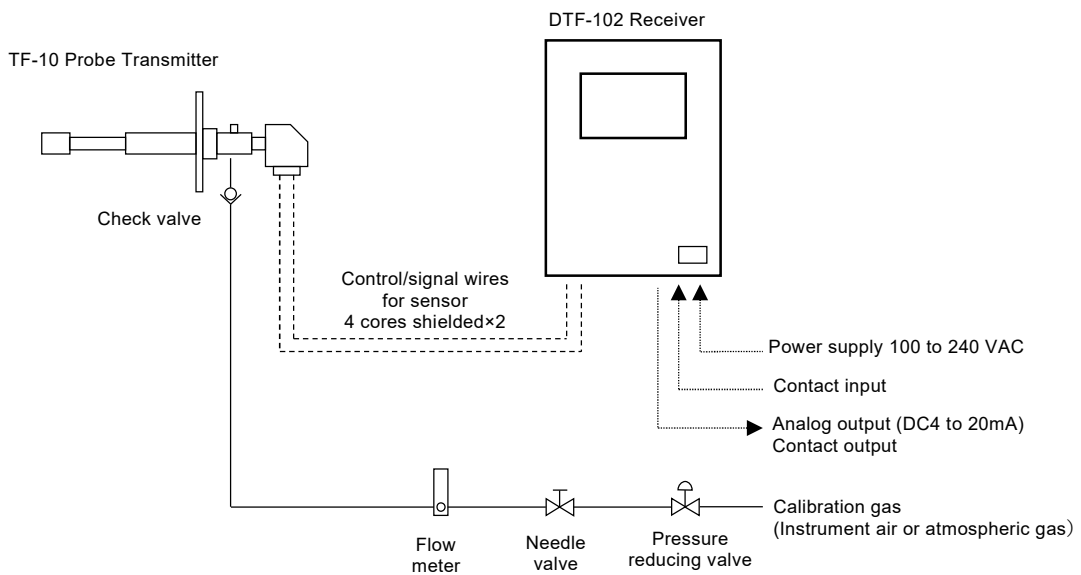 DTF-102 Receiver
TF-10 Probe Transmitter
Check valve
Control/signal wires
for sensor
4 cores shielded×2
Power supply 100 to 240 VAC
Contact input
Analog output (DC4 to 20mA)
Contact output
Calibration gas
(Instrument air or atmospheric gas）
Flow
meter
Needle
valve
Pressure
reducing valve